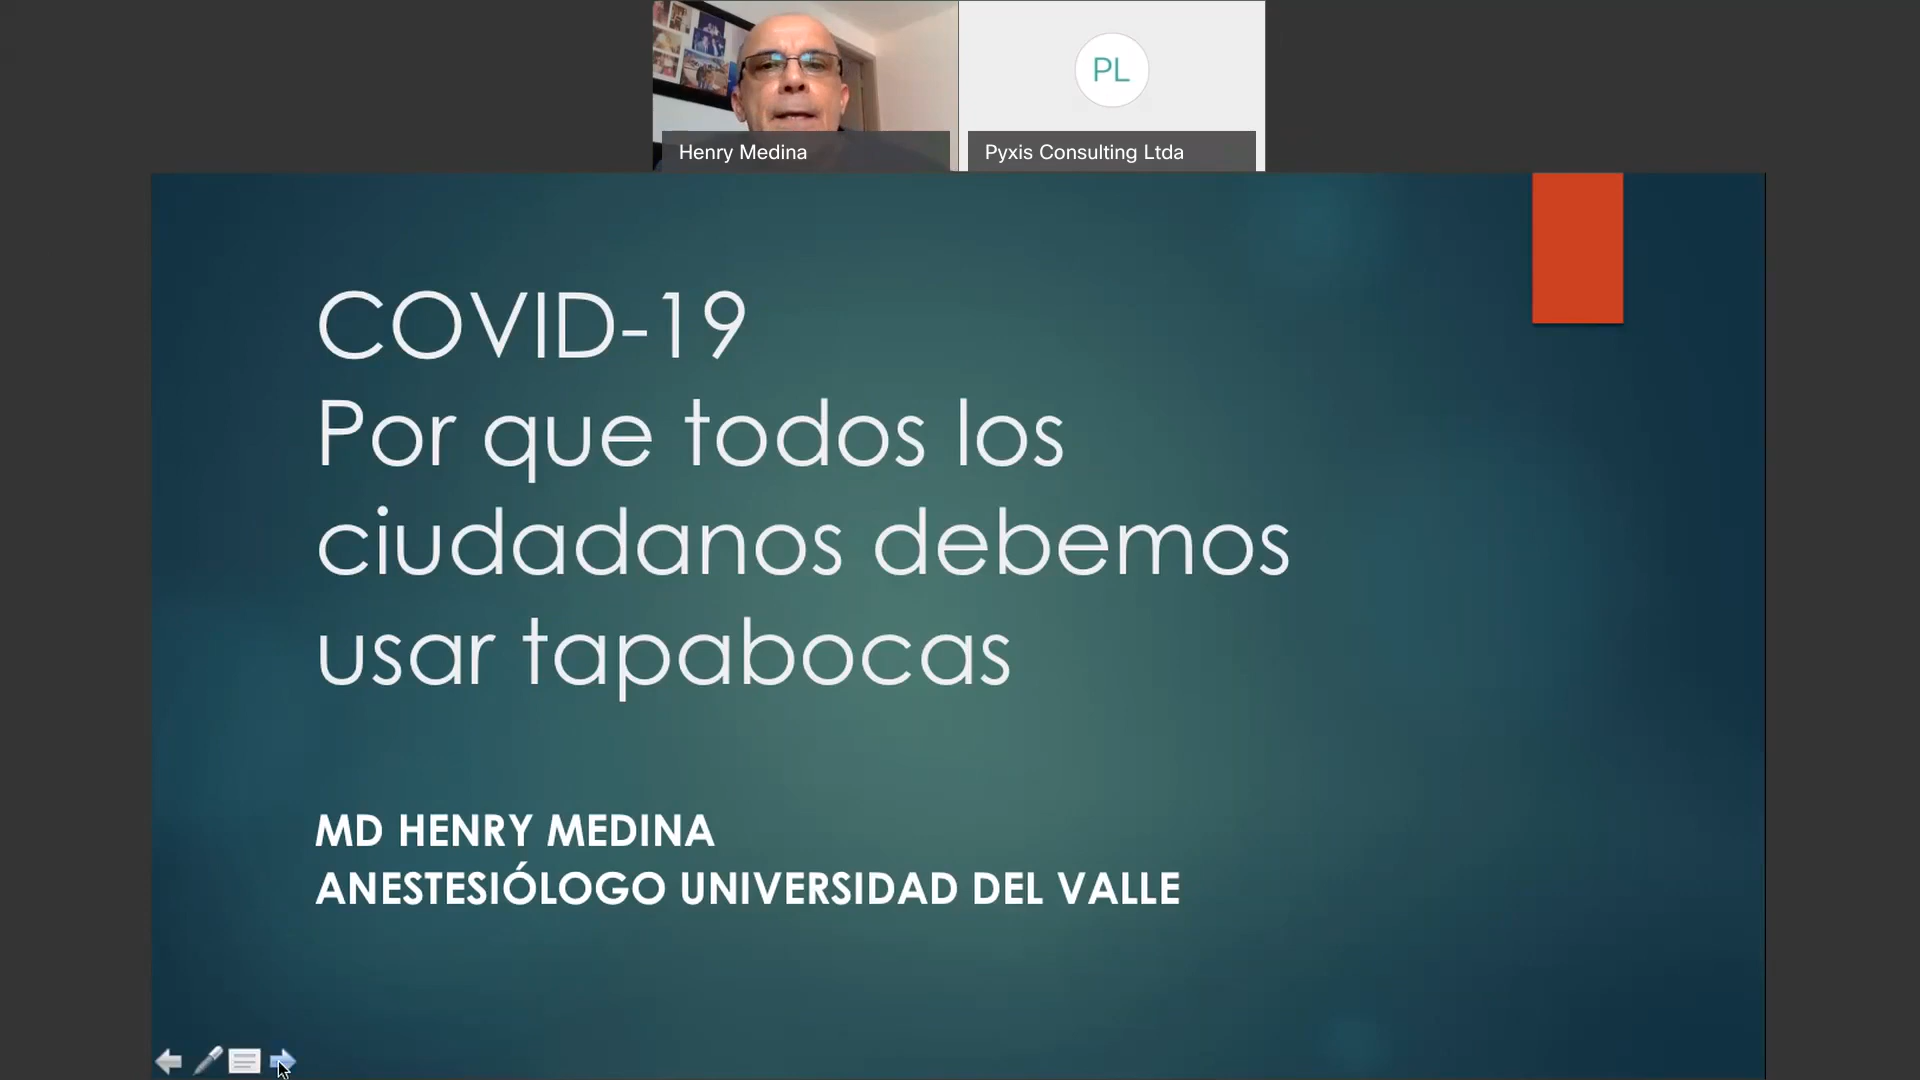 PL
Henry Medina
Pyxis Consulting Ltda
COVID-19
Por que todos los
ciudadanos debemos
usar tapabocas
MD HENRY MEDINA
ANESTESIÓLOGO UNIVERSIDAD DEL VALLE